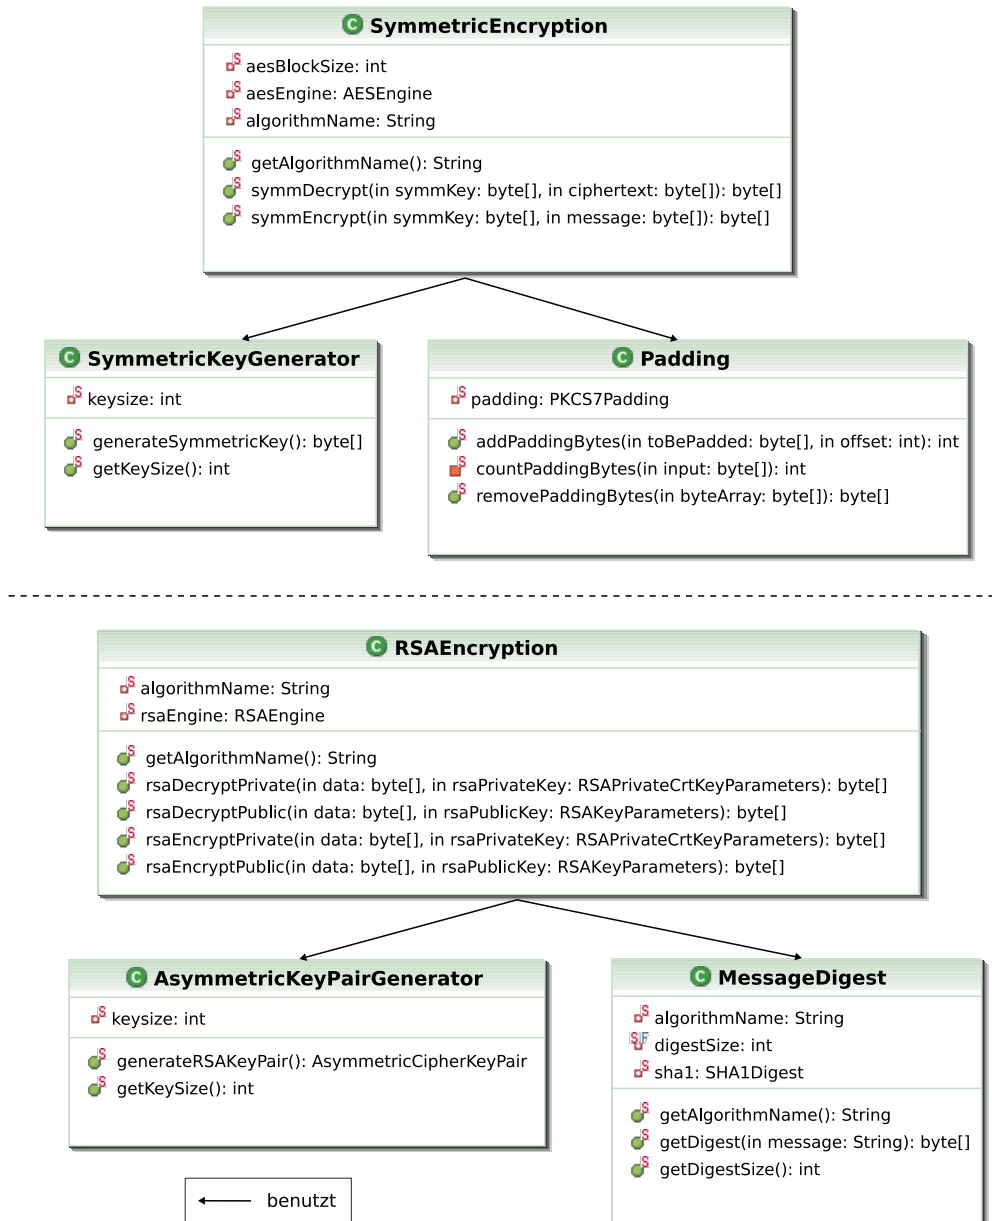 C SymmetricEncryption
S aesBlockSize: int
S aesEngine: AESEngine
S algorithmName: String
S getAlgorithmName(): String
S symmDecrypt(in symmKey: byte[], in ciphertext: byte[]): byte[]
S symmEncrypt(in symmKey: byte[], in message: byte[]): byte[]
C SymmetricKeyGenerator
S keysize: int
S generateSymmetricKey(): byte[]
S getKeySize(): int
C Padding
S padding: PKCS7Padding
S addPaddingBytes(in toBePadded: byte[], in offset: int): int
S countPaddingBytes(in input: byte[]): int
S removePaddingBytes(in byteArray: byte[]): byte[]
C RSAEncryption
S algorithmName: String
S rsaEngine: RSAEngine
S getAlgorithmName(): String
S rsaDecryptPrivate(in data: byte[], in rsaPrivateKey: RSAPrivateCrtKeyParameters): byte[]
S rsaDecryptPublic(in data: byte[], in rsaPublicKey: RSAKeyParameters): byte[]
S rsaEncryptPrivate(in data: byte[], in rsaPrivateKey: RSAPrivateCrtKeyParameters): byte[]
S rsaEncryptPublic(in data: byte[], in rsaPublicKey: RSAKeyParameters): byte[]
C AsymmetricKeyPairGenerator
S keysize: int
S generateRSAKeyPair(): AsymmetricCipherKeyPair
S getKeySize(): int
C MessageDigest
S algorithmName: String
S F digestSize: int
S sha1: SHA1Digest
S getAlgorithmName(): String
S getDigest(in message: String): byte[]
S getDigestSize(): int
benutzt